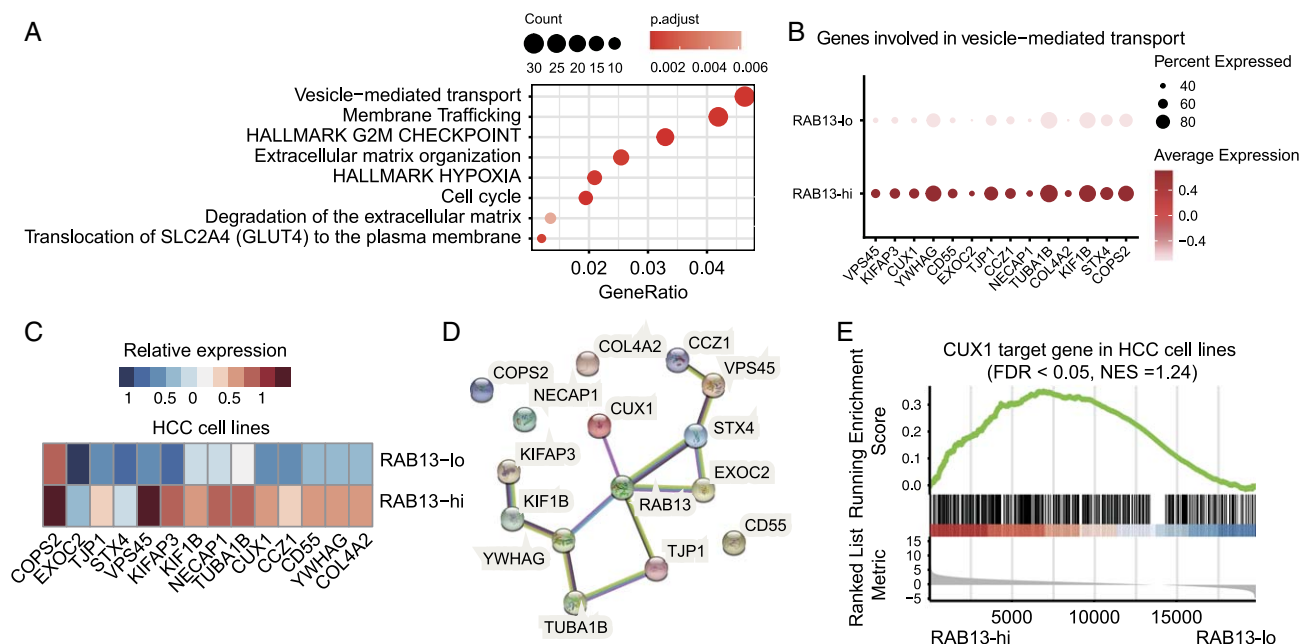 A
Count
30 25 20 15 10
p.adjust
0.002 0.004 0.006
Vesicle−mediated transport
Membrane Trafficking
HALLMARK G2M CHECKPOINT
Extracellular matrix organization
HALLMARK HYPOXIA
Cell cycle
Degradation of the extracellular matrix
Translocation of SLC2A4 (GLUT4) to the plasma membrane
0.02 0.03 0.04
GeneRatio
B
Genes involved in vesicle−mediated transport
RAB13-lo
RAB13-hi
VPS45
KIFAP3
CUX1
YWHAG
CD55
EXOC2
TJP1
CCZ1
NECAP1
TUBA1B
COL4A2
KIF1B
STX4
COPS2
Percent Expressed
40
60
80
Average Expression
0.4
0.0
−0.4
C
Relative expression
1 0.5 0 0.5 1
HCC cell lines
RAB13−lo
RAB13−hi
COPS2
EXOC2
TJP1
STX4
VPS45
KIFAP3
KIF1B
NECAP1
TUBA1B
CUX1
CCZ1
CD55
YWHAG
COL4A2
D
COL4A2
CCZ1
COPS2
VPS45
NECAP1
CUX1
STX4
KIFAP3
EXOC2
KIF1B
RAB13
CD55
YWHAG
TJP1
TUBA1B
E
CUX1 target gene in HCC cell lines
(FDR < 0.05, NES =1.24)
Running Enrichment
Score
0.3
0.2
0.1
0.0
Ranked List
Metric
15
10
5
0
−5
5000 10000 15000
RAB13-hi RAB13-lo